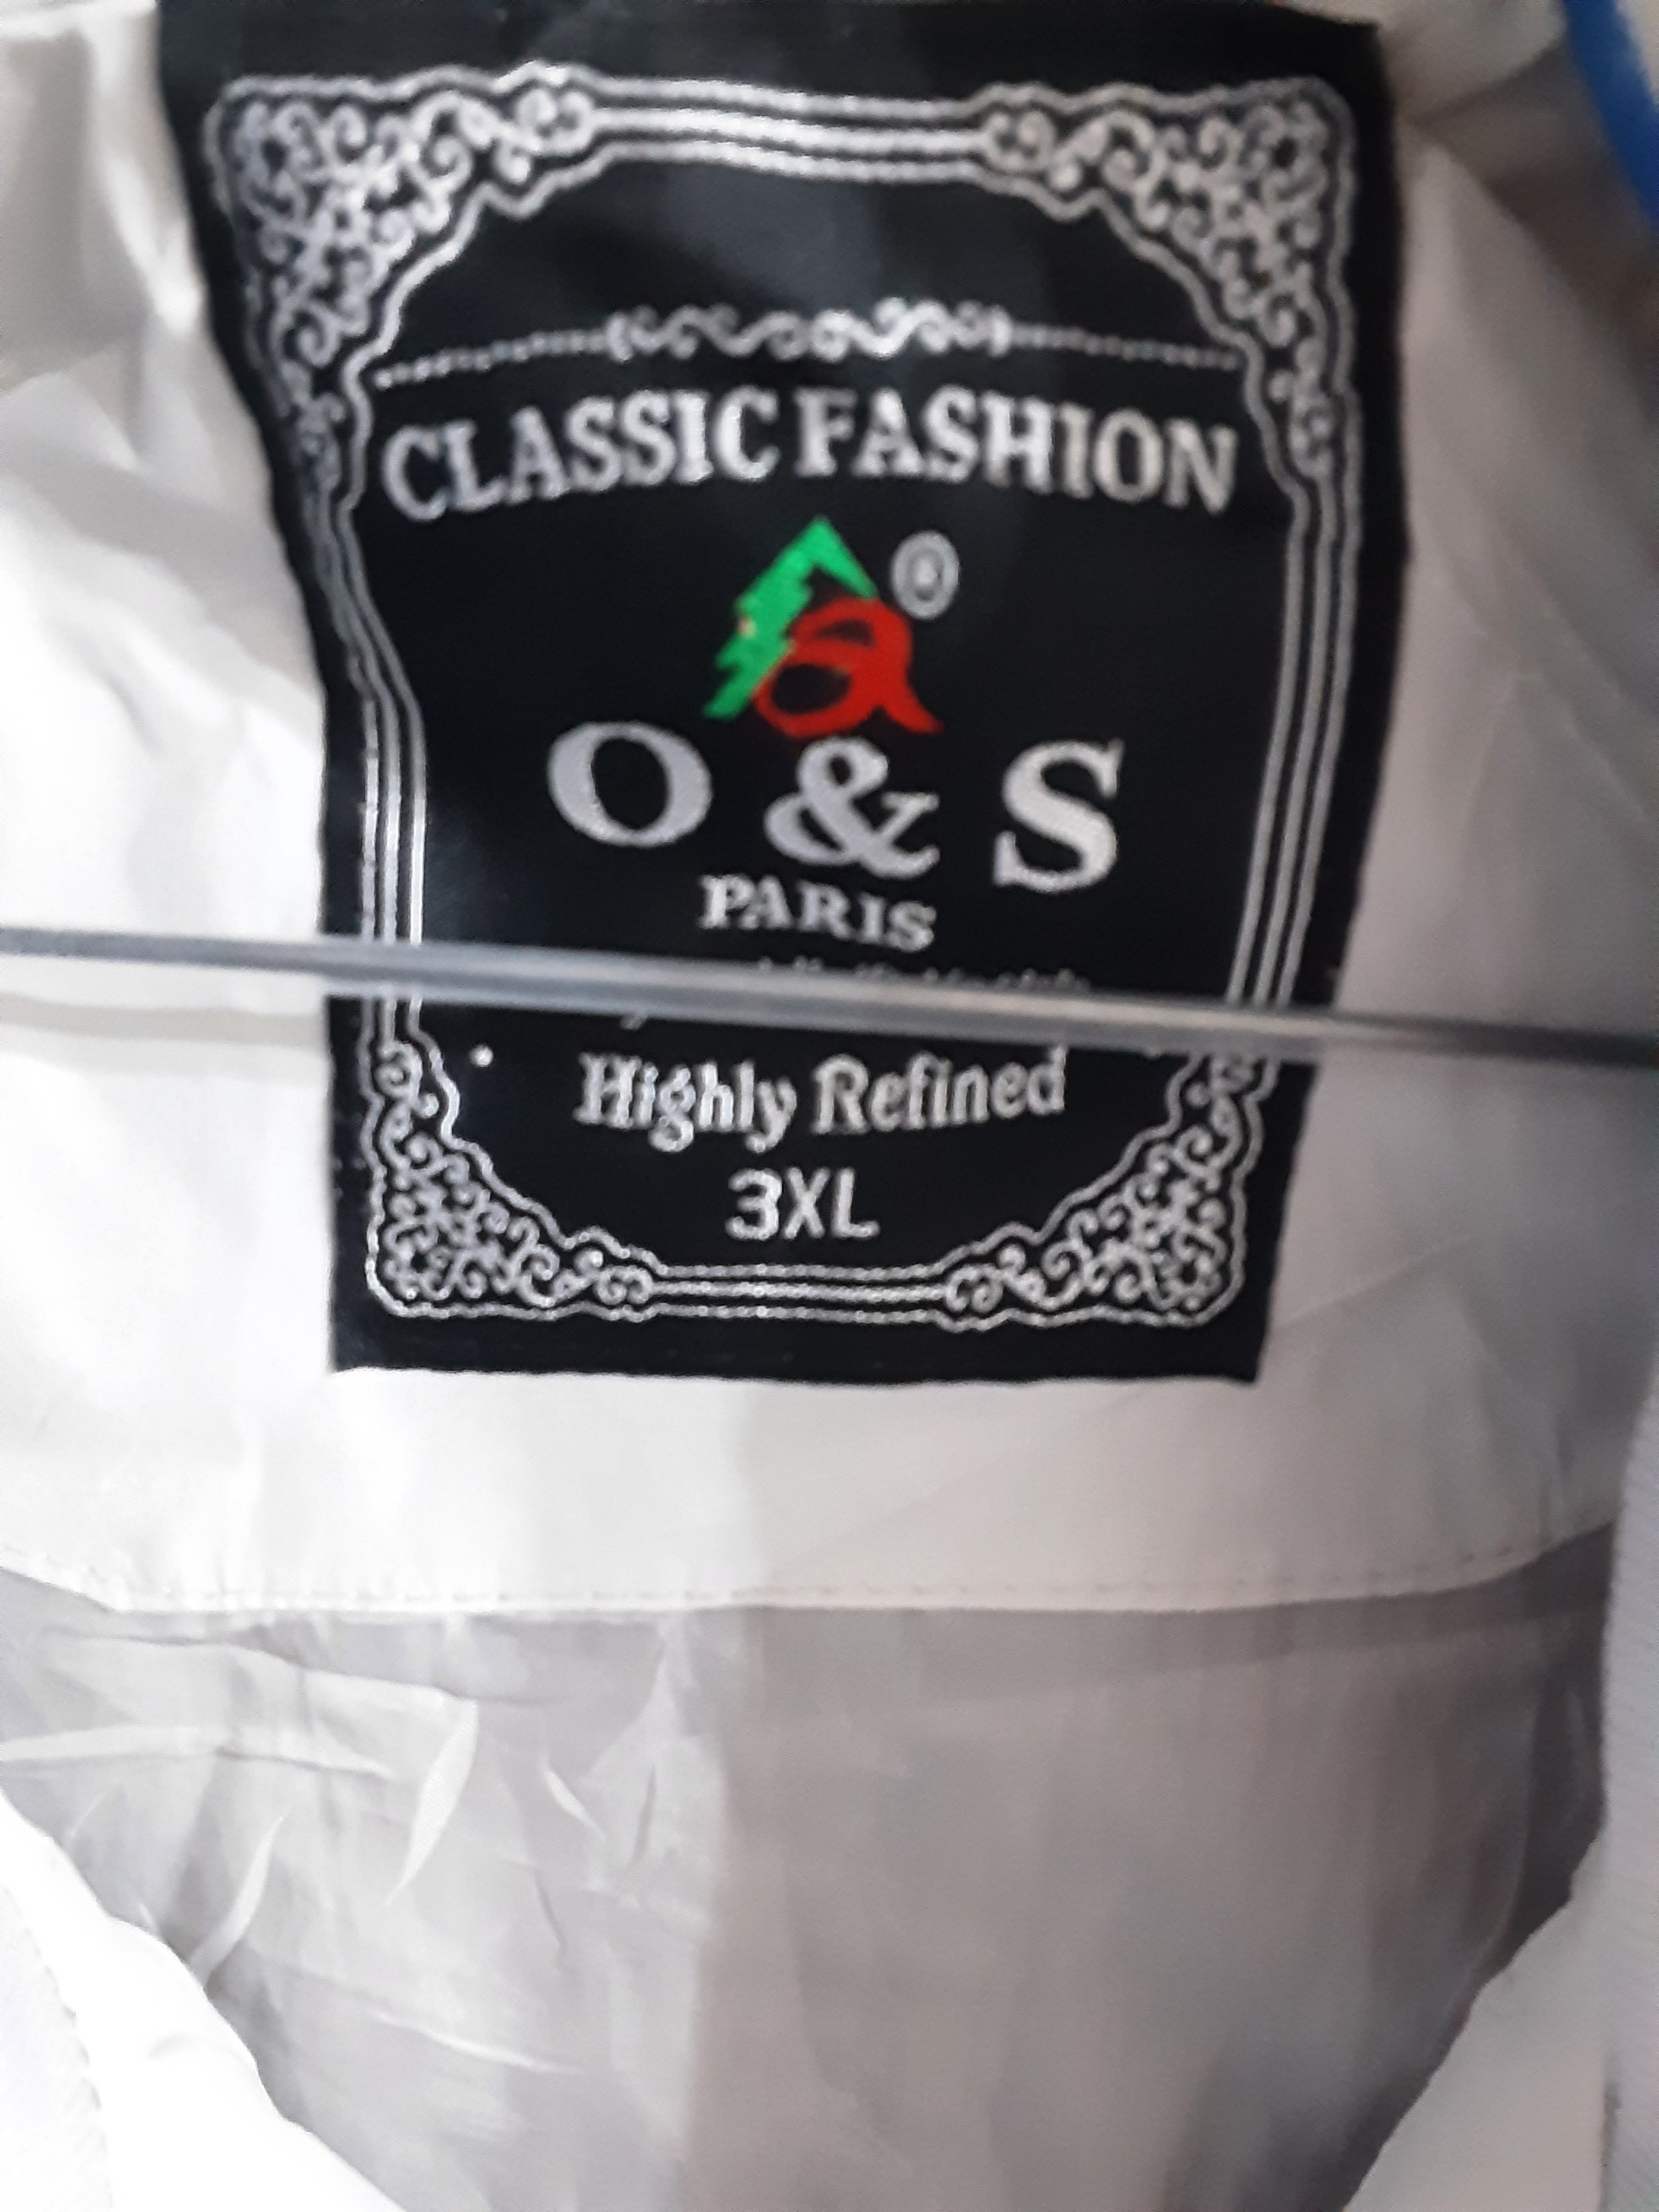 CLASSIC FASHION
a ®
O & S
PARIS
Highly Refined
3XL